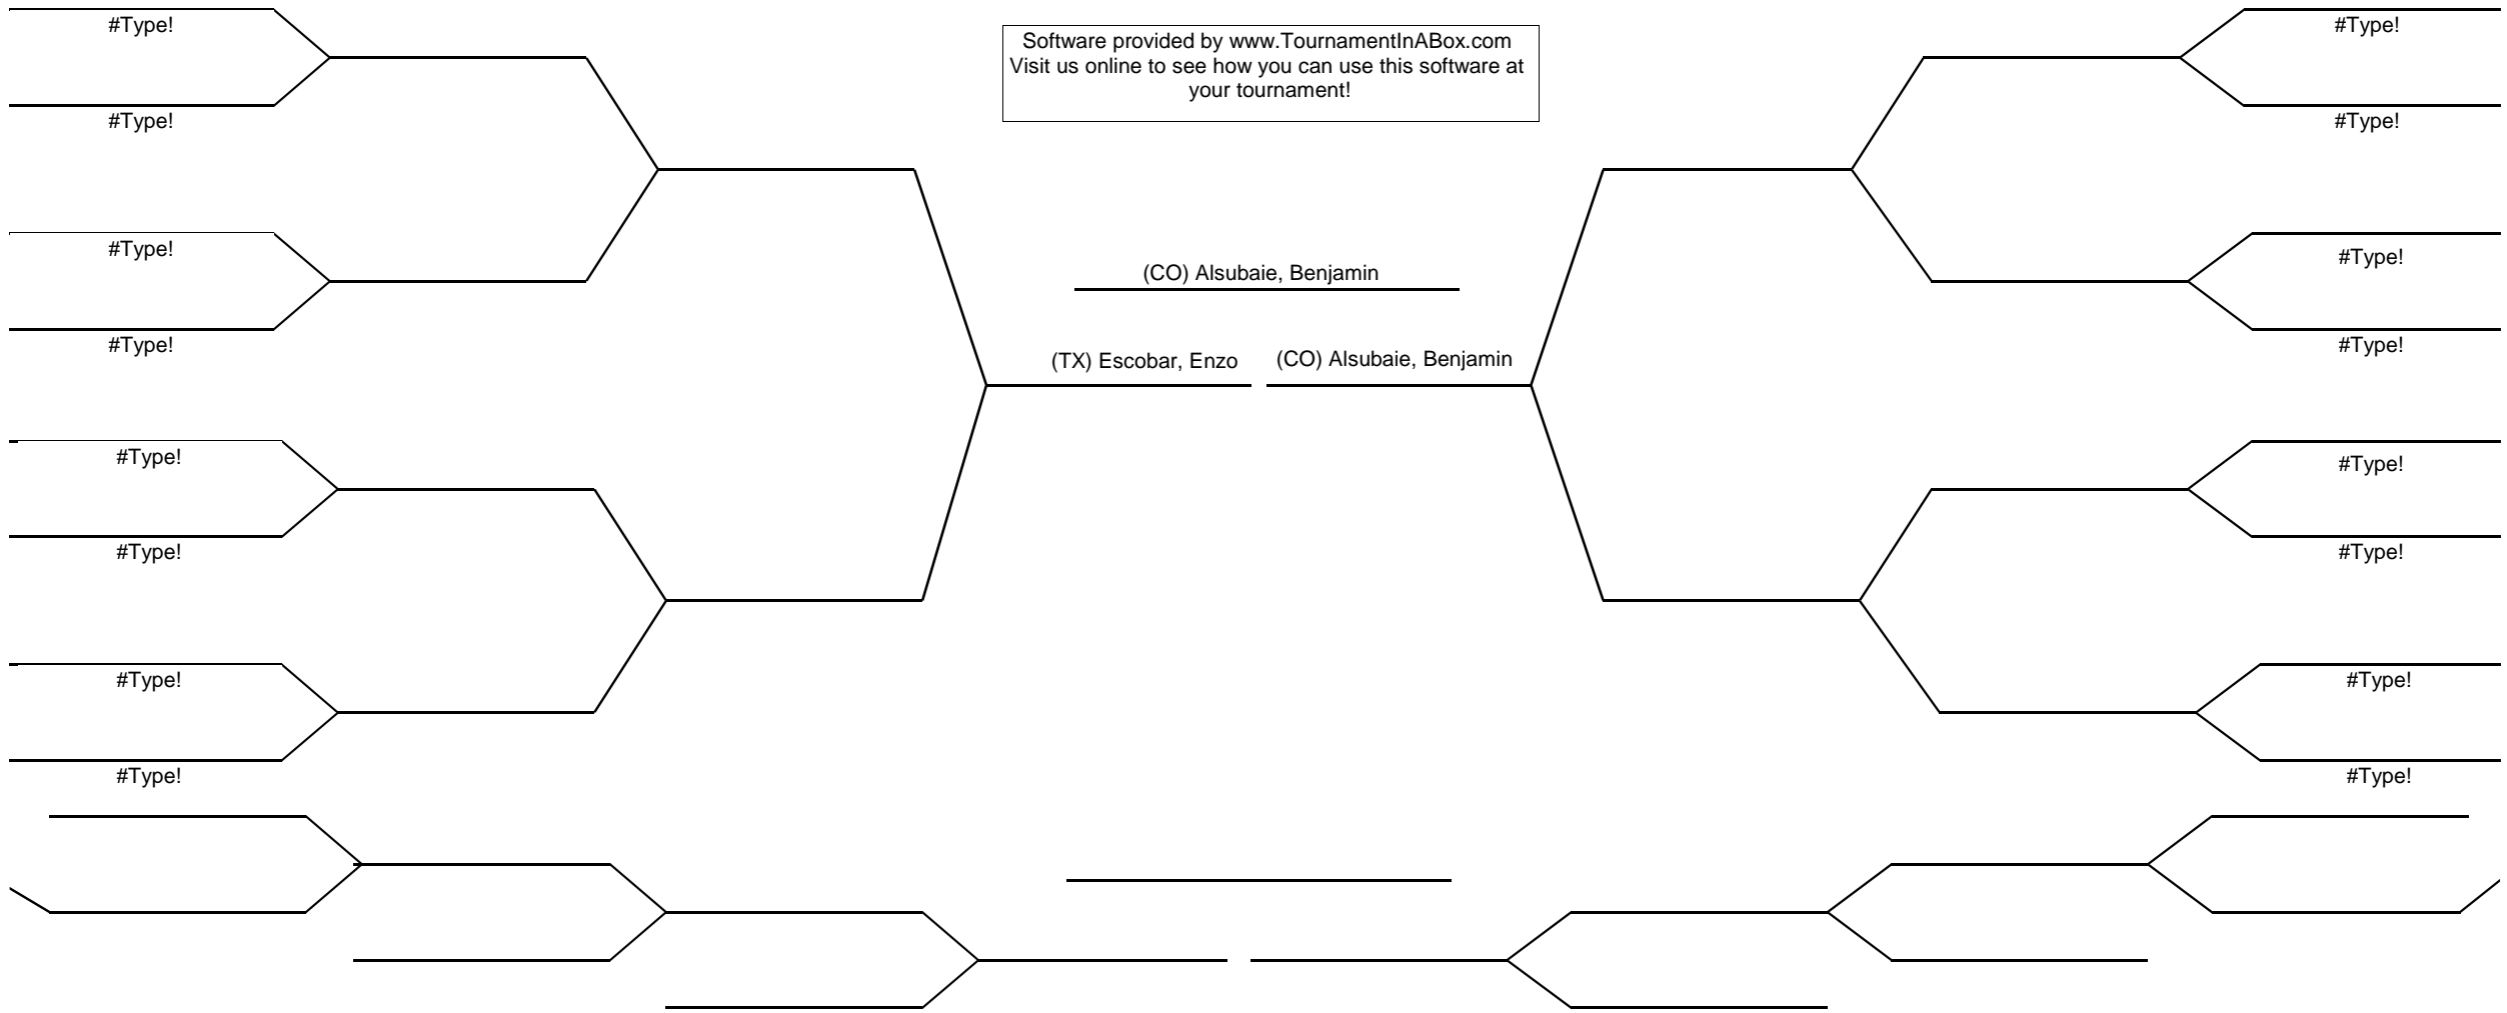 #Type!
#Type!
Software provided by www.TournamentInABox.com
Visit us online to see how you can use this software at
your tournament!
#Type!
#Type!
#Type!
#Type!
(CO) Alsubaie, Benjamin
#Type!
#Type!
(TX) Escobar, Enzo
(CO) Alsubaie, Benjamin
#Type!
#Type!
#Type!
#Type!
#Type!
#Type!
#Type!
#Type!